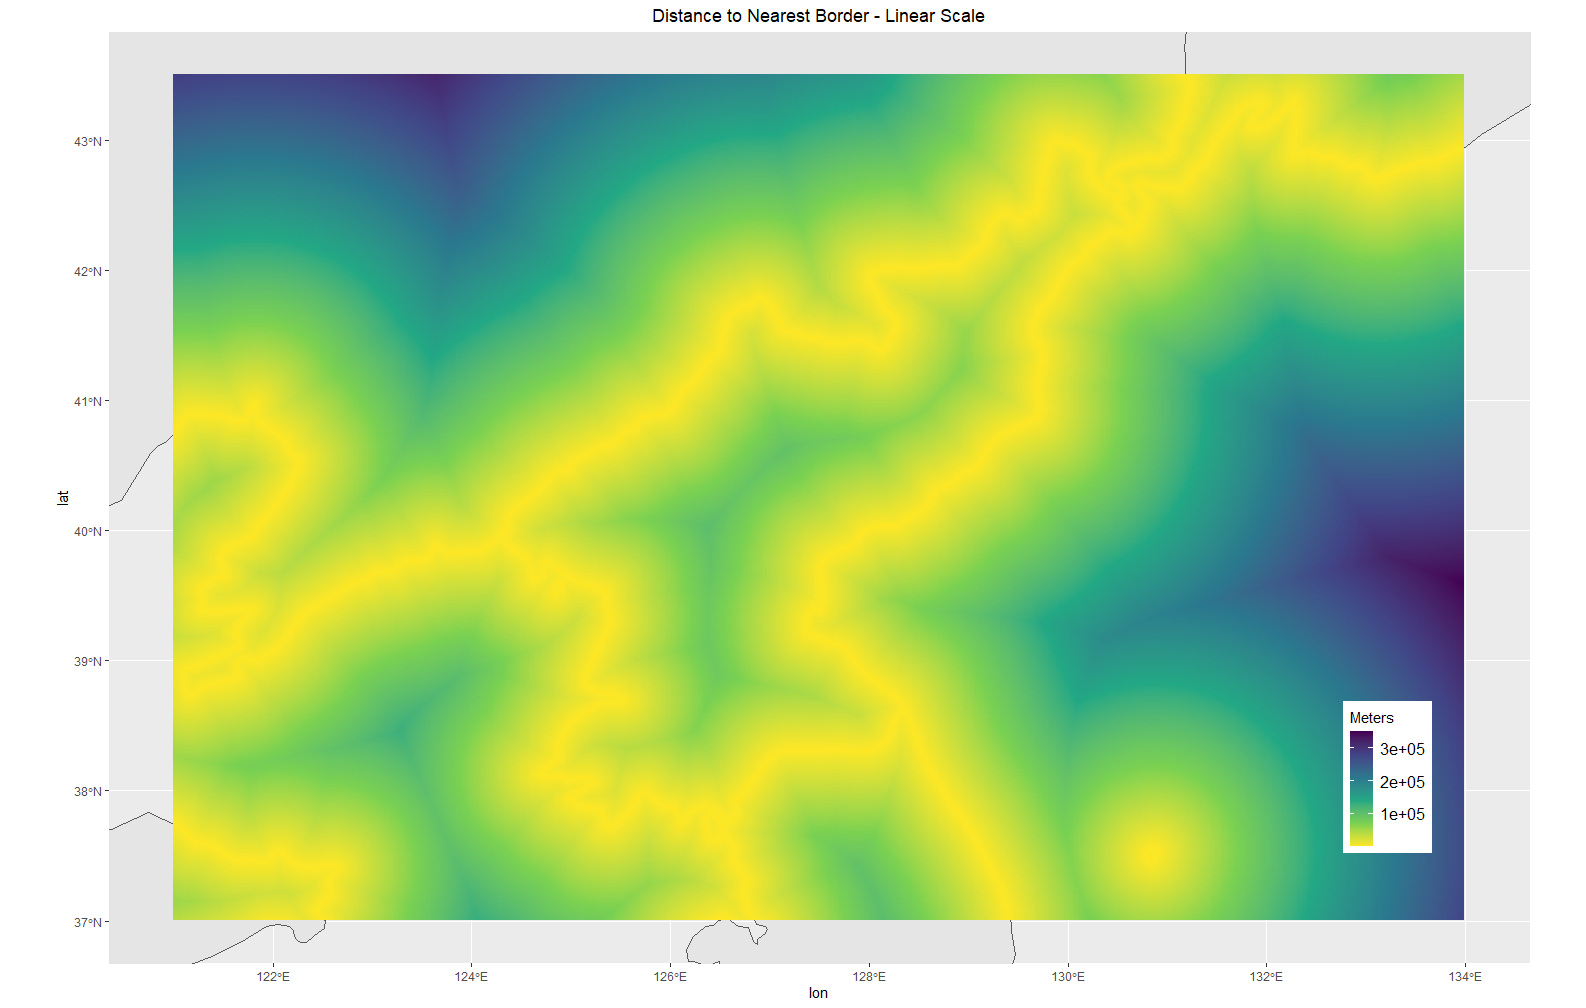 Distance to Nearest Border - Linear Scale
43°N
42°N
41°N
40°N
39°N
38°N
37°N
lat
Meters
3e+05
2e+05
1e+05
122°E 124°E 126°E 128°E 130°E 132°E 134°E
lon